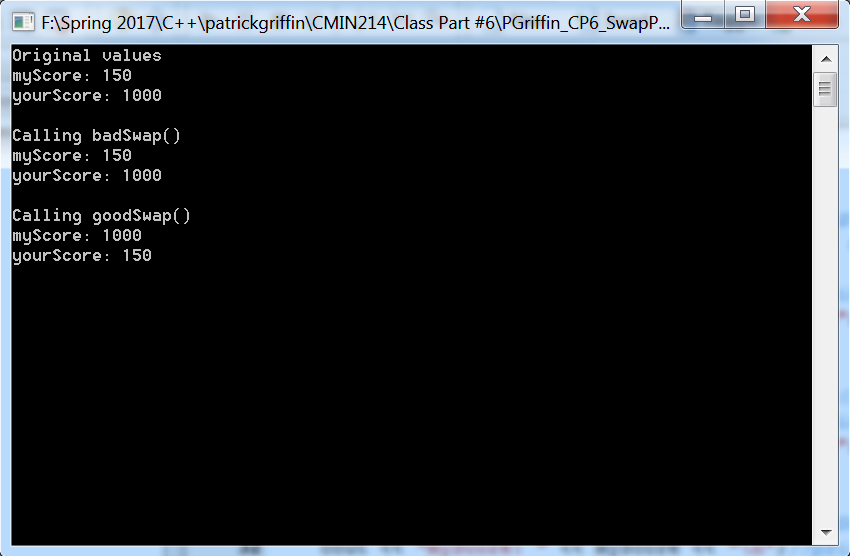 F:\Spring 2017\C++\patrickgriffin\CMIN214\Class Part #6\PGriffin_CP6_SwapP...
Original values
myScore: 150
yourScore: 1000
Calling badSwap()
myScore: 150
yourScore: 1000
Calling goodSwap()
myScore: 1000
yourScore: 150